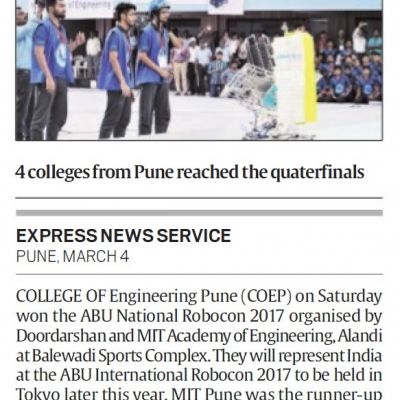 of Engineering
4 colleges from Pune reached the quaterfinals
EXPRESS NEWS SERVICE
PUNE, MARCH 4
COLLEGE OF Engineering Pune (COEP) on Saturday
won the ABU National Robocon 2017 organised by
Doordarshan and MIT Academy of Engineering, Alandi
at Balewadi Sports Complex. They will represent India
at the ABU International Robocon 2017 to be held in
Tokyo later this year. MIT Pune was the runner-up